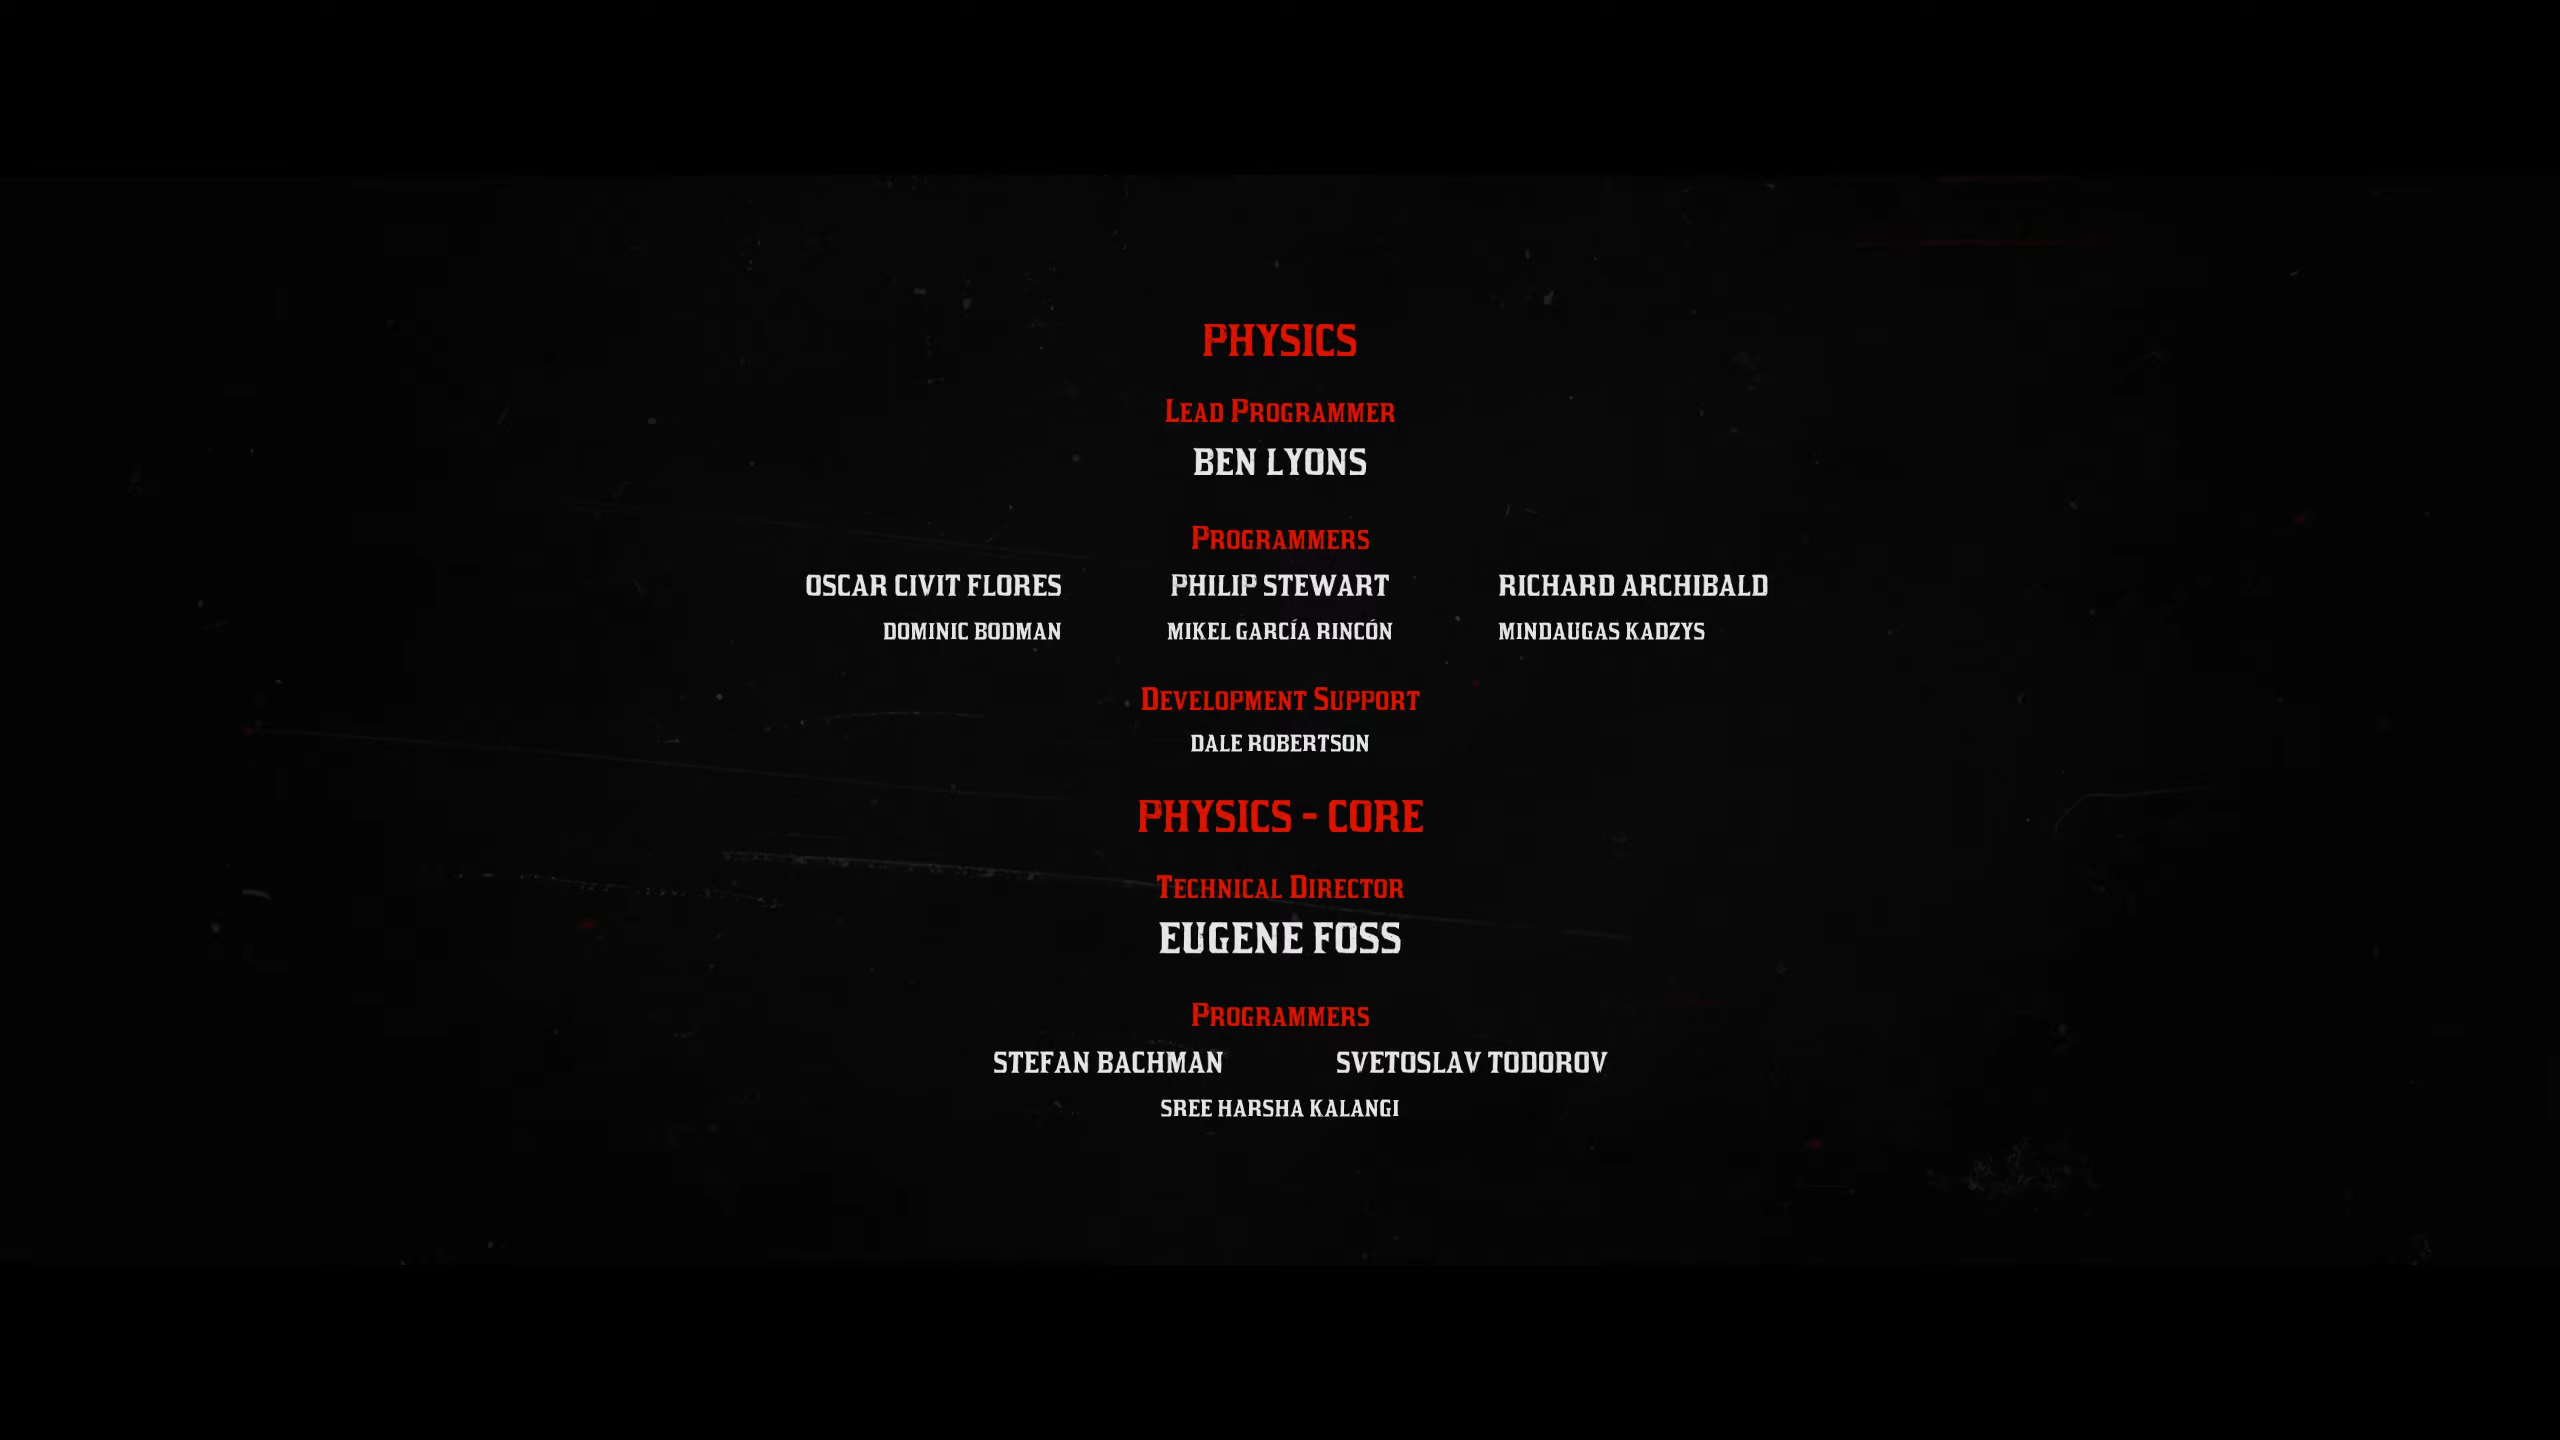 PHYSICS
LEAD PROGRAMMER
BEN LYONS
PROGRAMMERS
OSCAR CIVIT FLORES PHILIP STEWART RICHARD ARCHIBALD
DOMINIC BODMAN MIKEL GARCÍA RINCÓN MINDAUGAS KADZYS
DEVELOPMENT SUPPORT
DALE ROBERTSON
PHYSICS - CORE
TECHNICAL DIRECTOR
EUGENE FOSS
PROGRAMMERS
STEFAN BACHMAN SVETOSLAV TODOROV
SREE HARSHA KALANGI